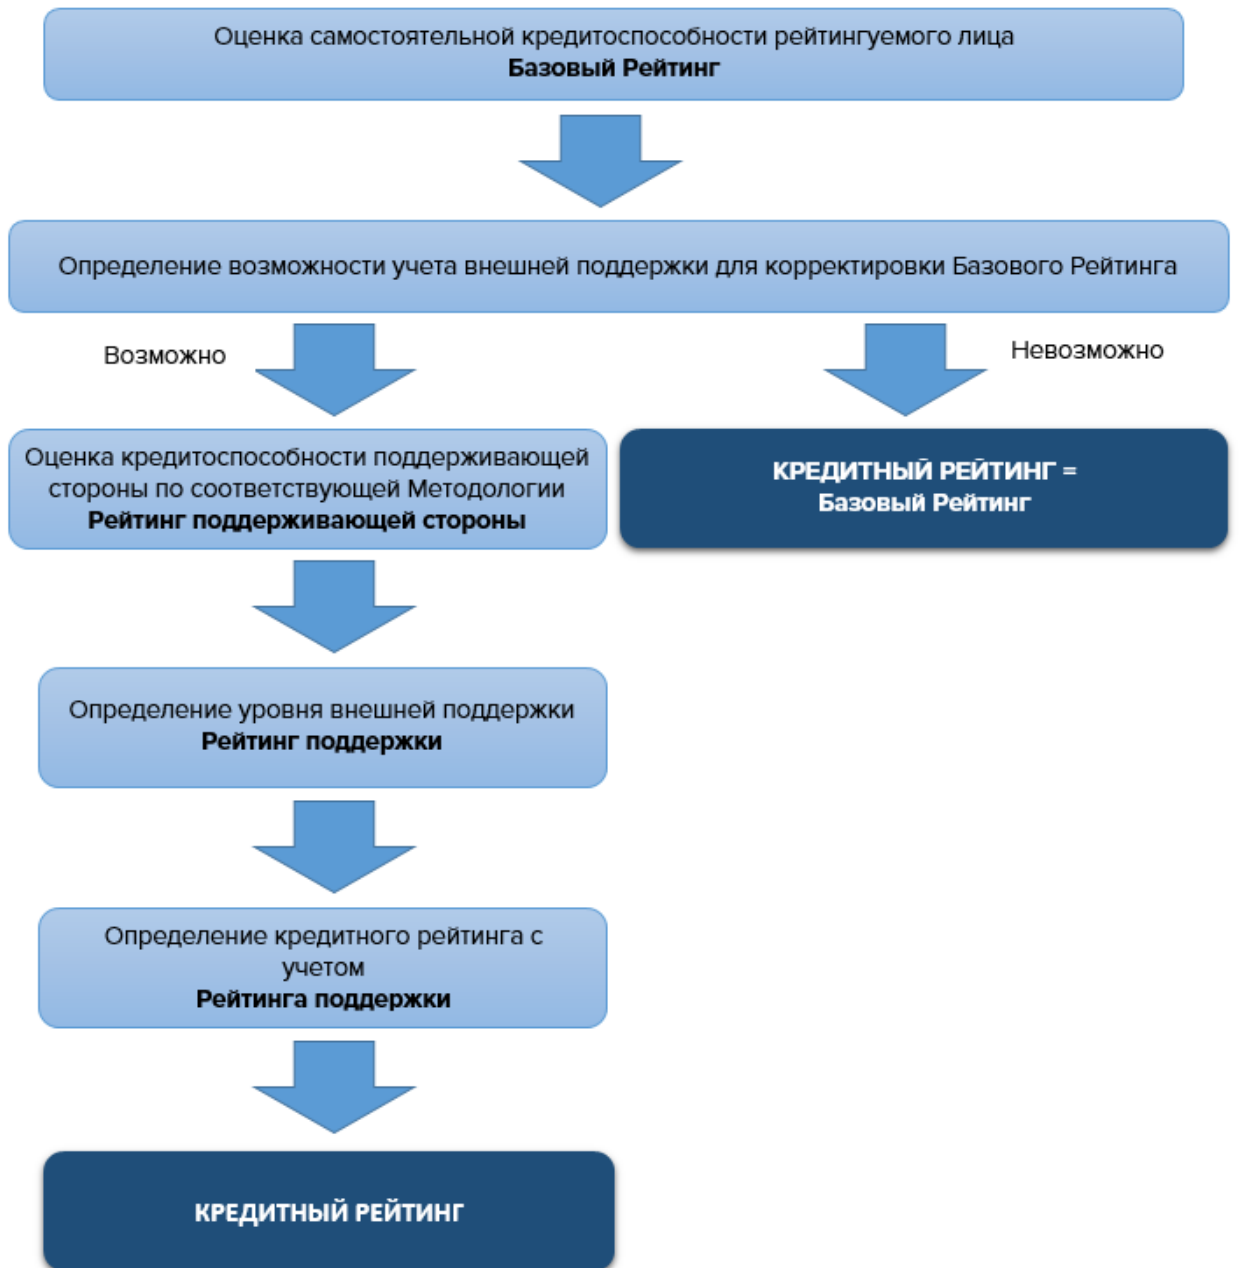 Оценка самостоятельной кредитоспособности рейтингуемого лица
Базовый Рейтинг
Определение возможности учета внешней поддержки для корректировки Базового Рейтинга
Возможно
Невозможно
Оценка кредитоспособности поддерживающей
стороны по соответствующей Методологии
Рейтинг поддерживающей стороны
КРЕДИТНЫЙ РЕЙТИНГ =
Базовый Рейтинг
Определение уровня внешней поддержки
Рейтинг поддержки
Определение кредитного рейтинга с
учетом
Рейтинга поддержки
КРЕДИТНЫЙ РЕЙТИНГ